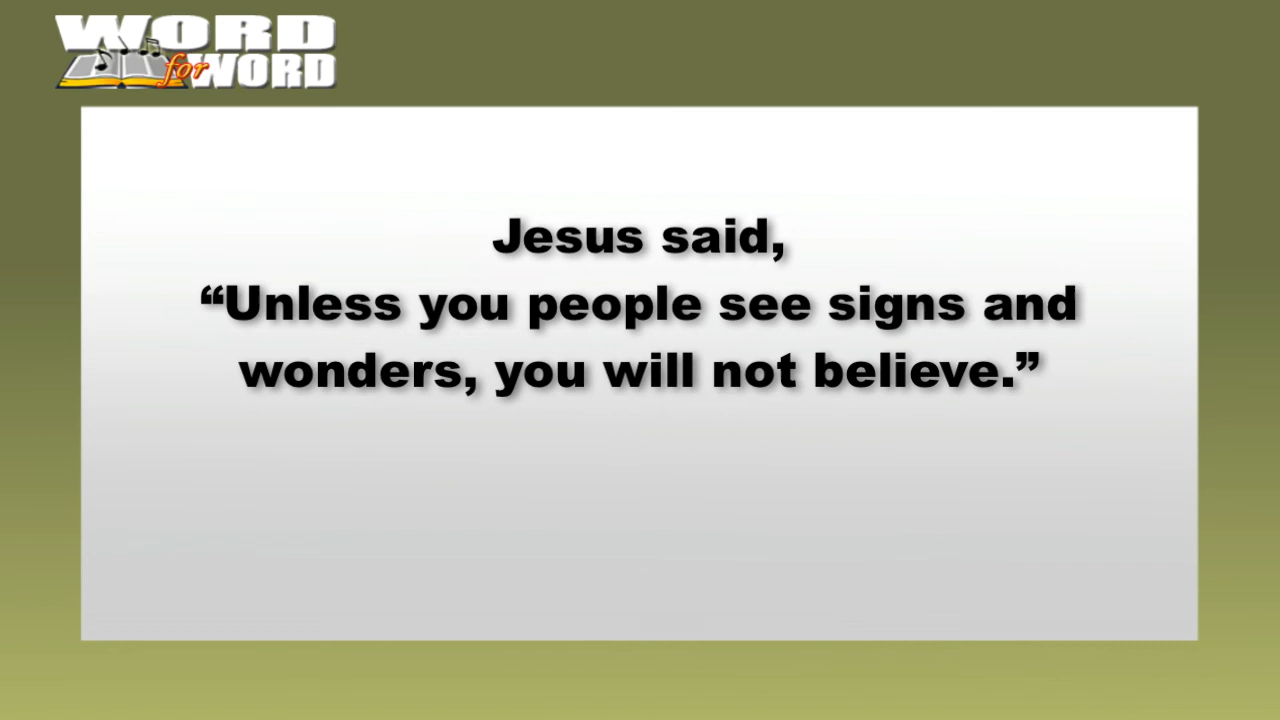 WORD
for WORD
Jesus said,
“Unless you people see signs and
wonders, you will not believe.”